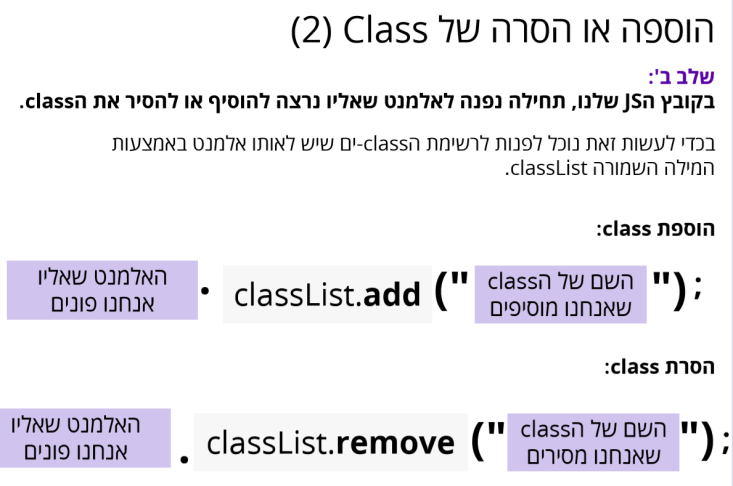 הוספה או הסרה של Class (2)
שלב ב':
בקובץ הJS שלנו, תחילה נפנה לאלמנט שאליו נרצה להוסיף או להסיר את הclass.
בכדי לעשות זאת נוכל לפנות לרשימת הclass-ים שיש לאותו אלמנט באמצעות
המילה השמורה classList.
הוספת class:
האלמנט שאליו
אנחנו פונים
. classList.add ("
השם של הclass
שאנחנו מוסיפים
");
הסרת class:
האלמנט שאליו
אנחנו פונים
. classList.remove ("
השם של הclass
שאנחנו מסירים
");